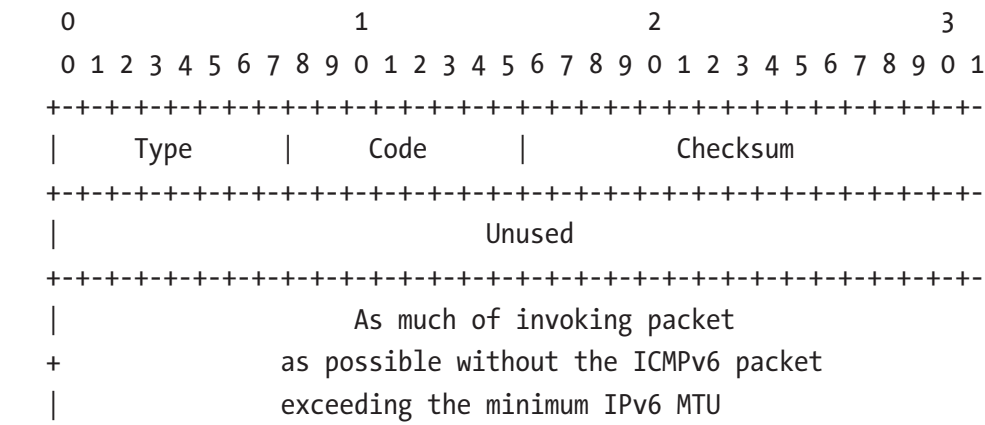 0                   1                   2                   3
0 1 2 3 4 5 6 7 8 9 0 1 2 3 4 5 6 7 8 9 0 1 2 3 4 5 6 7 8 9 0 1
+-+-+-+-+-+-+-+-+-+-+-+-+-+-+-+-+-+-+-+-+-+-+-+-+-+-+-+-+-+-+-+-
|     Type      |     Code      |          Checksum
+-+-+-+-+-+-+-+-+-+-+-+-+-+-+-+-+-+-+-+-+-+-+-+-+-+-+-+-+-+-+-+-
|                             Unused
+-+-+-+-+-+-+-+-+-+-+-+-+-+-+-+-+-+-+-+-+-+-+-+-+-+-+-+-+-+-+-+-
|                    As much of invoking packet
+               as possible without the ICMPv6 packet
|               exceeding the minimum IPv6 MTU